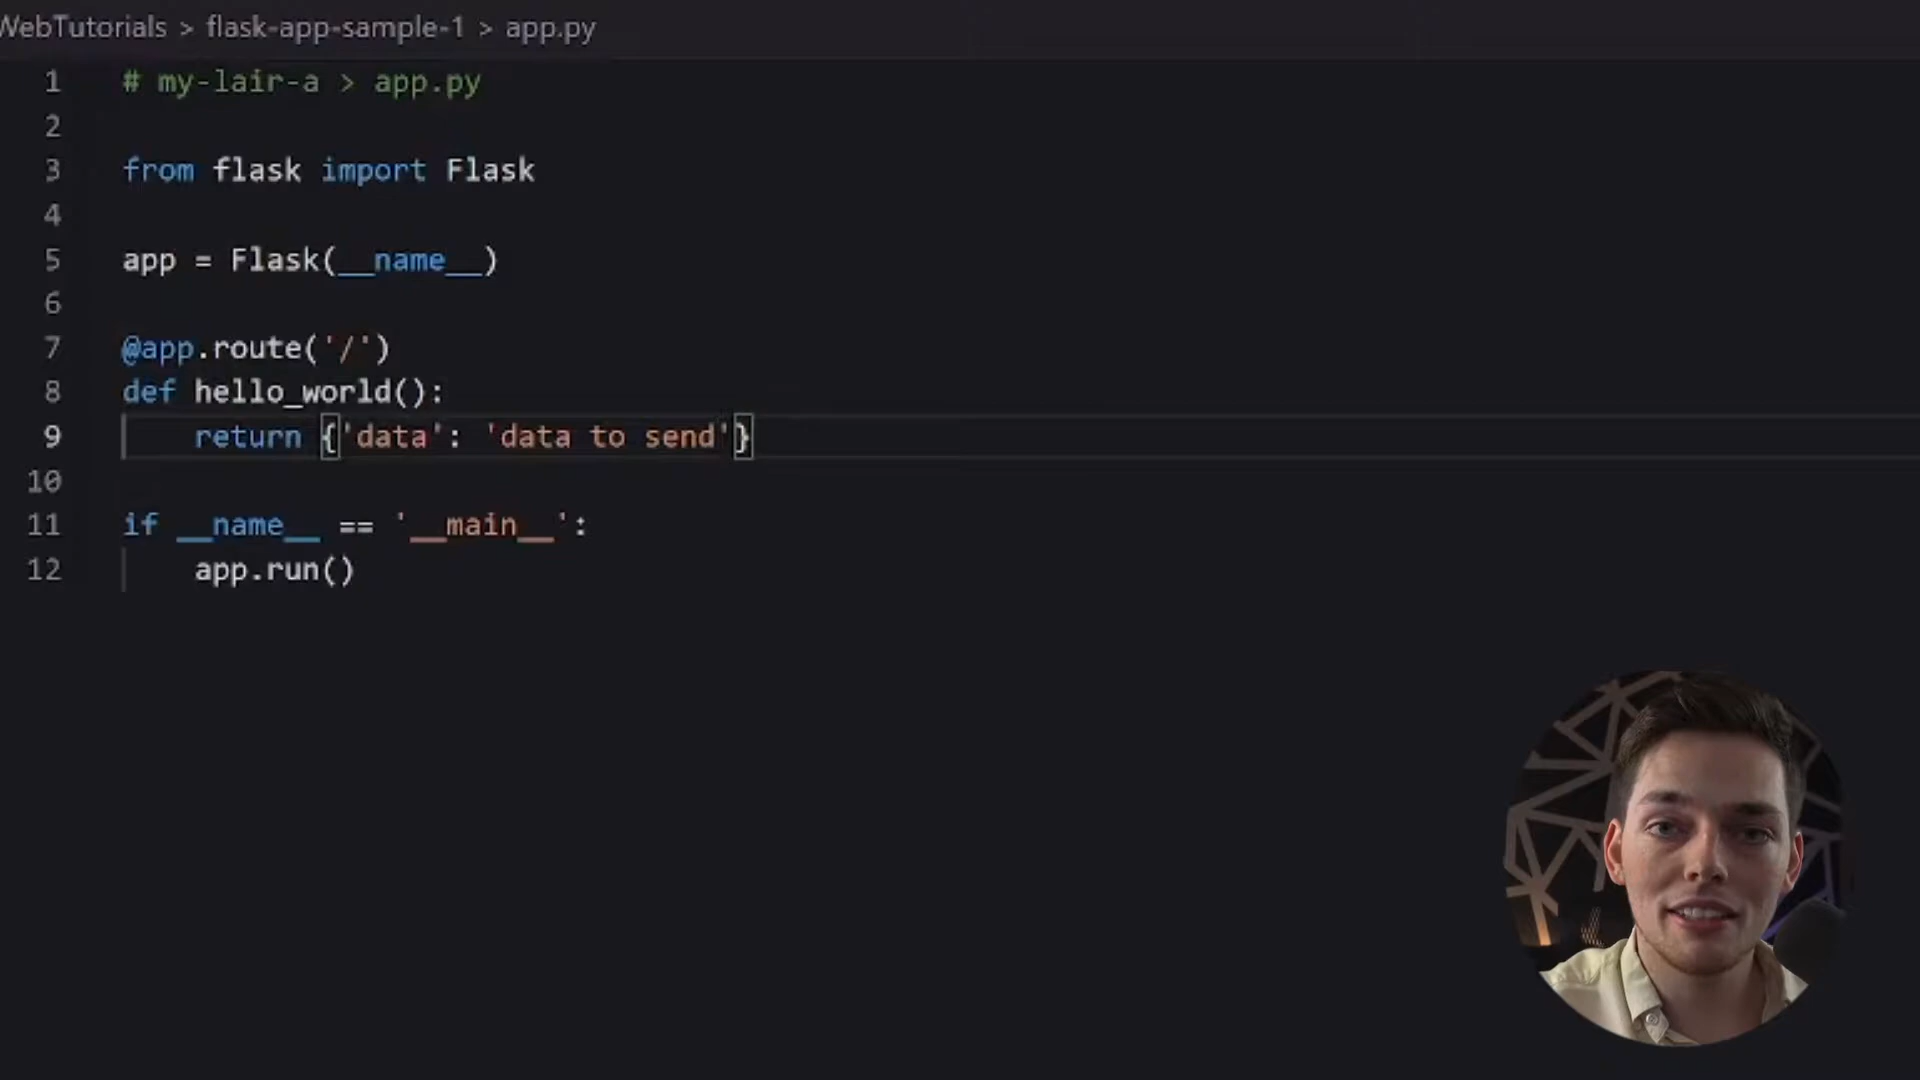 WebTutorials > flask-app-sample-1 > app.py
1 # my-lair-a > app.py
2
3 from flask import Flask
4
5 app = Flask(__name__)
6
7 @app.route('/')
8 def hello_world():
9     return {'data': 'data to send'}
10
11 if __name__ == '__main__':
12     app.run()